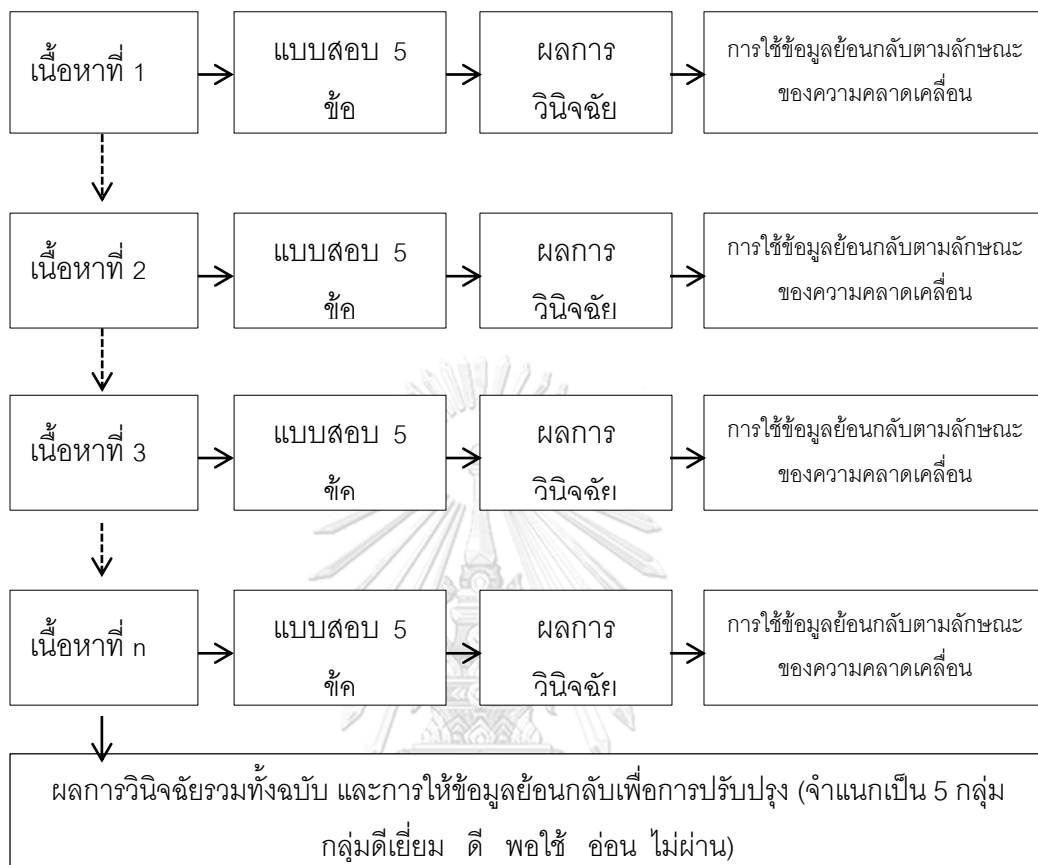 เนื้อหาที่ 1
แบบสอบ 5
ข้อ
ผลการ
วินิจฉัย
การใช้ข้อมูลย้อนกลับตามลักษณะ
ของความคลาดเคลื่อน
เนื้อหาที่ 2
แบบสอบ 5
ข้อ
ผลการ
วินิจฉัย
การใช้ข้อมูลย้อนกลับตามลักษณะ
ของความคลาดเคลื่อน
เนื้อหาที่ 3
แบบสอบ 5
ข้อ
ผลการ
วินิจฉัย
การใช้ข้อมูลย้อนกลับตามลักษณะ
ของความคลาดเคลื่อน
เนื้อหาที่ n
แบบสอบ 5
ข้อ
ผลการ
วินิจฉัย
การใช้ข้อมูลย้อนกลับตามลักษณะ
ของความคลาดเคลื่อน
ผลการวินิจฉัยรวมทั้งฉบับ และการให้ข้อมูลย้อนกลับเพื่อการปรับปรุง (จำแนกเป็น 5 กลุ่ม
กลุ่มดีเยี่ยม ดี พอใช้ อ่อน ไม่ผ่าน)